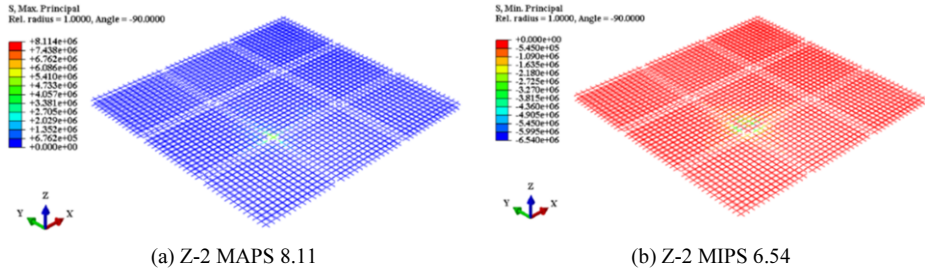 S, Max. Principal
Rel. radius = 1.0000, Angle = -90.0000
+8.114e+06
+7.438e+06
+6.762e+06
+6.086e+06
+5.410e+06
+4.733e+06
+4.057e+06
+3.381e+06
+2.705e+06
+2.029e+06
+1.352e+06
+6.762e+05
+0.000e+00
Z
Y
X
(a) Z-2 MAPS 8.11
S, Min. Principal
Rel. radius = 1.0000, Angle = -90.0000
+0.000e+00
-5.450e+05
-1.090e+06
-1.635e+06
-2.180e+06
-2.725e+06
-3.270e+06
-3.815e+06
-4.360e+06
-4.905e+06
-5.450e+06
-5.995e+06
-6.540e+06
Z
Y
X
(b) Z-2 MIPS 6.54